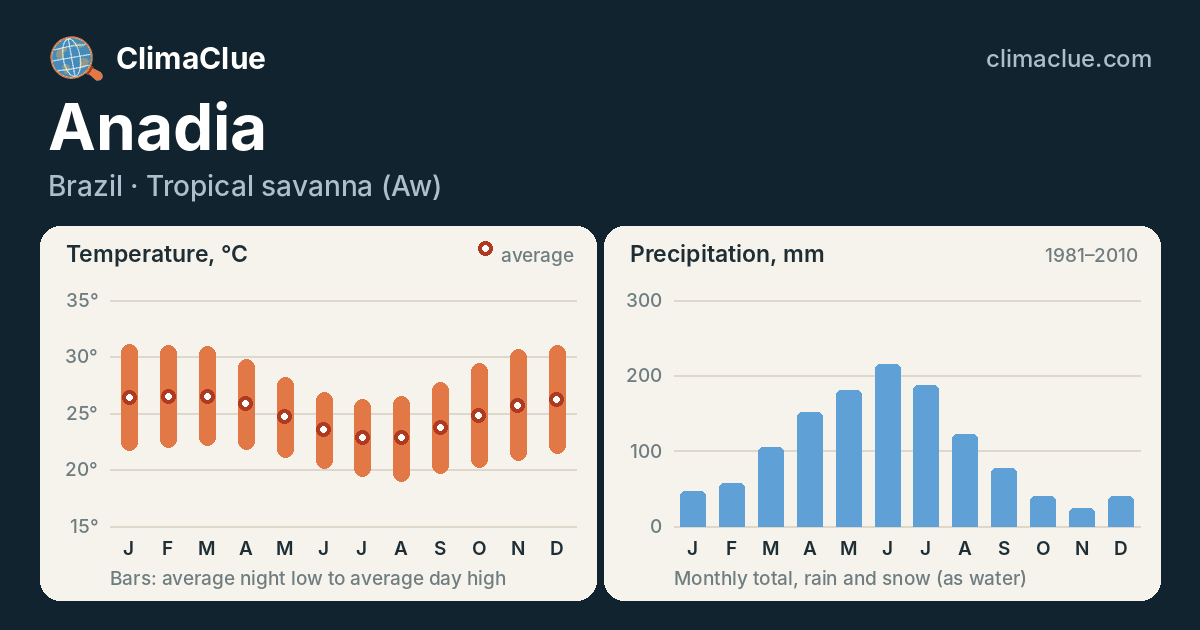 ClimaClue
climaclue.com
Anadia
Brazil · Tropical savanna (Aw)
Temperature, °C
average
35°
30°
25°
20°
15°
J F M A M J J A S O N D
Bars: average night low to average day high
Precipitation, mm
1981–2010
300
200
100
0
J F M A M J J A S O N D
Monthly total, rain and snow (as water)